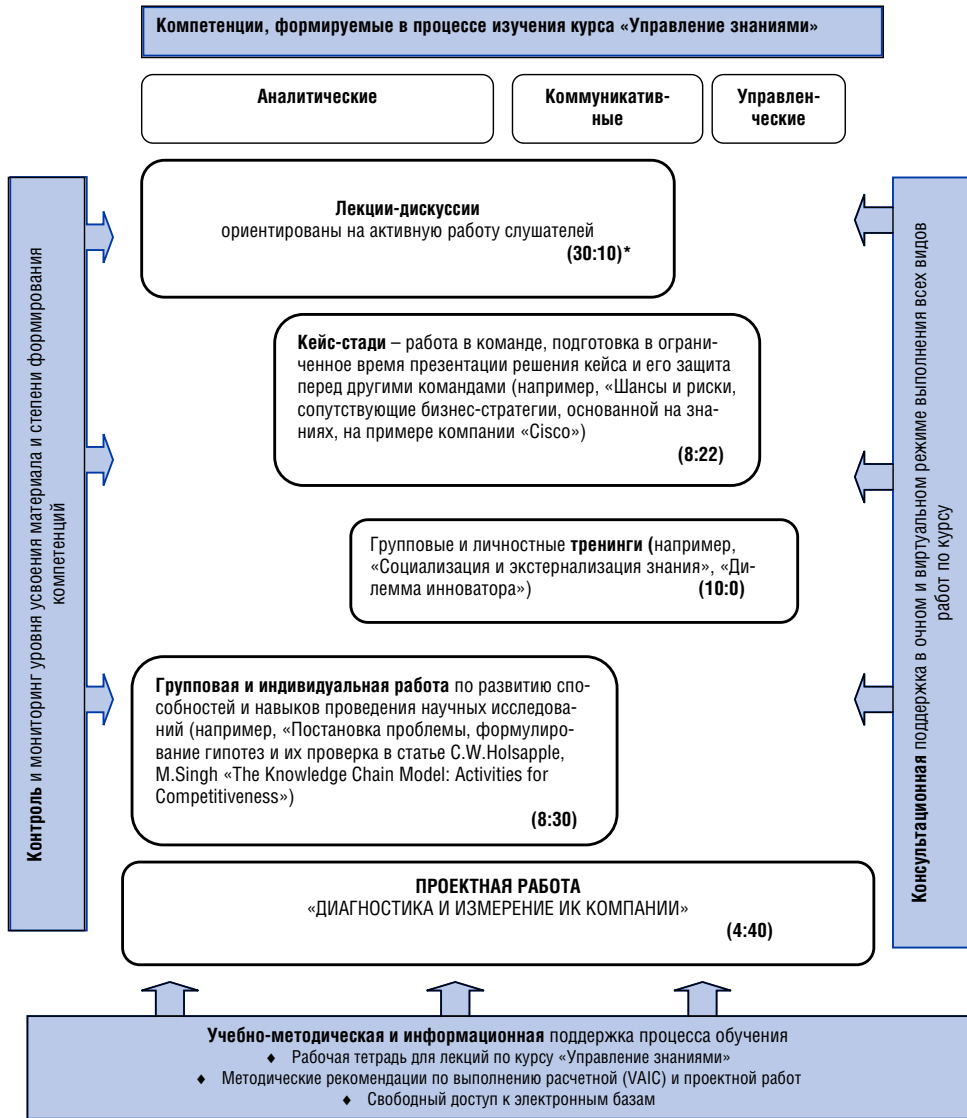 Компетенции, формируемые в процессе изучения курса «Управление знаниями»
Аналитические
Коммуникатив-
ные
Управлен-
ческие
Контроль и мониторинг уровня усвоения материала и степени формирования
компетенций
Лекции-дискуссии
ориентированы на активную работу слушателей
(30:10)*
Кейс-стади – работа в команде, подготовка в ограни-
ченное время презентации решения кейса и его защита
перед другими командами (например, «Шансы и риски,
сопутствующие бизнес-стратегии, основанной на зна-
ниях, на примере компании «Cisco»)
(8:22)
Групповые и личностные тренинги (например,
«Социализация и экстернализация знания», «Ди-
лемма инноватора») (10:0)
Групповая и индивидуальная работа по развитию спо-
собностей и навыков проведения научных исследова-
ний (например, «Постановка проблемы, формулиро-
вание гипотез и их проверка в статье C.W.Holsapple,
M.Singh «The Knowledge Chain Model: Activities for
Competitiveness»)
(8:30)
ПРОЕКТНАЯ РАБОТА
«ДИАГНОСТИКА И ИЗМЕРЕНИЕ ИК КОМПАНИИ»
(4:40)
Консультационная поддержка в очном и виртуальном режиме выполнения всех видов
работ по курсу
Учебно-методическая и информационная поддержка процесса обучения
♦ Рабочая тетрадь для лекций по курсу «Управление знаниями»
♦ Методические рекомендации по выполнению расчетной (VAIC) и проектной работ
♦ Свободный доступ к электронным базам